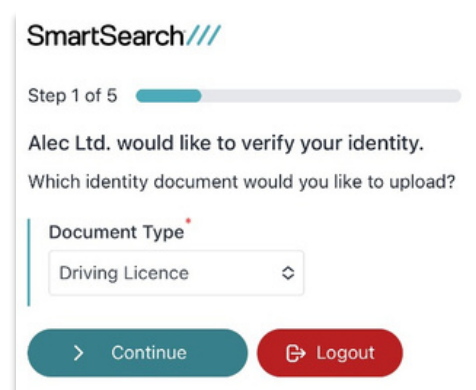 SmartSearch///
Step 1 of 5
Alec Ltd. would like to verify your identity.
Which identity document would you like to upload?
Document Type*
Driving Licence
Continue
Logout